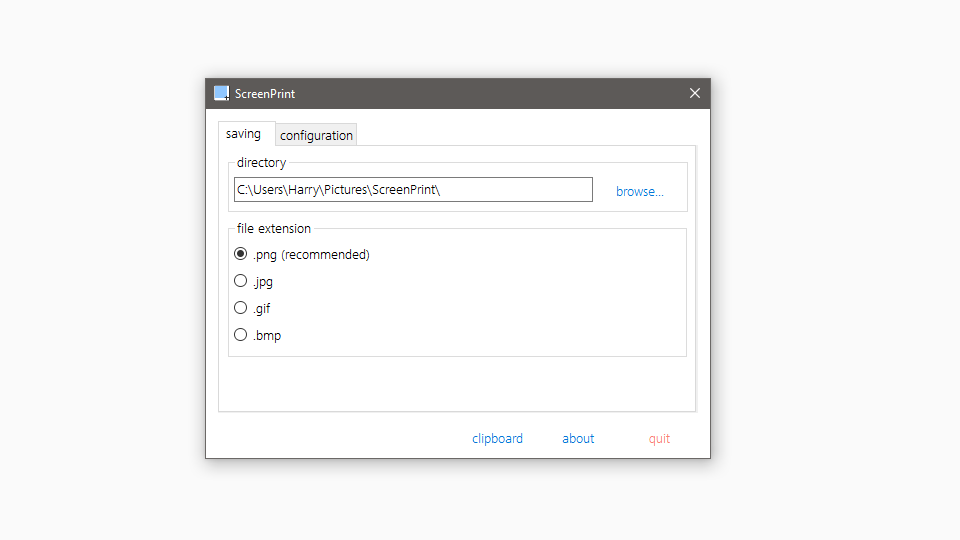 ScreenPrint
saving
configuration
directory
C:\Users\Harry\Pictures\ScreenPrint\
browse...
file extension
.png (recommended)
.jpg
.gif
.bmp
clipboard
about
quit